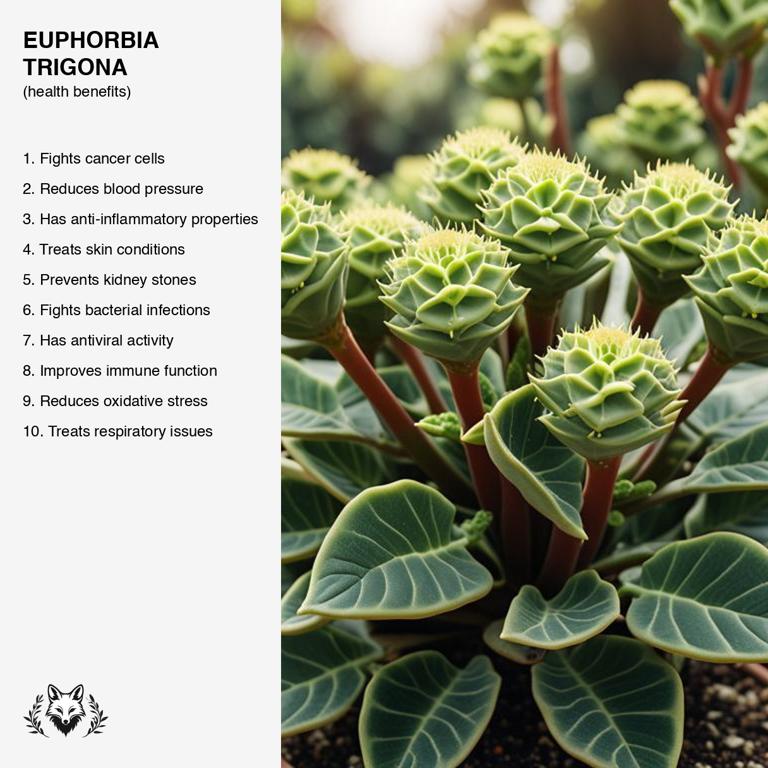 EUPHORBIA
TRIGONA
(health benefits)
1. Fights cancer cells
2. Reduces blood pressure
3. Has anti-inflammatory properties
4. Treats skin conditions
5. Prevents kidney stones
6. Fights bacterial infections
7. Has antiviral activity
8. Improves immune function
9. Reduces oxidative stress
10. Treats respiratory issues